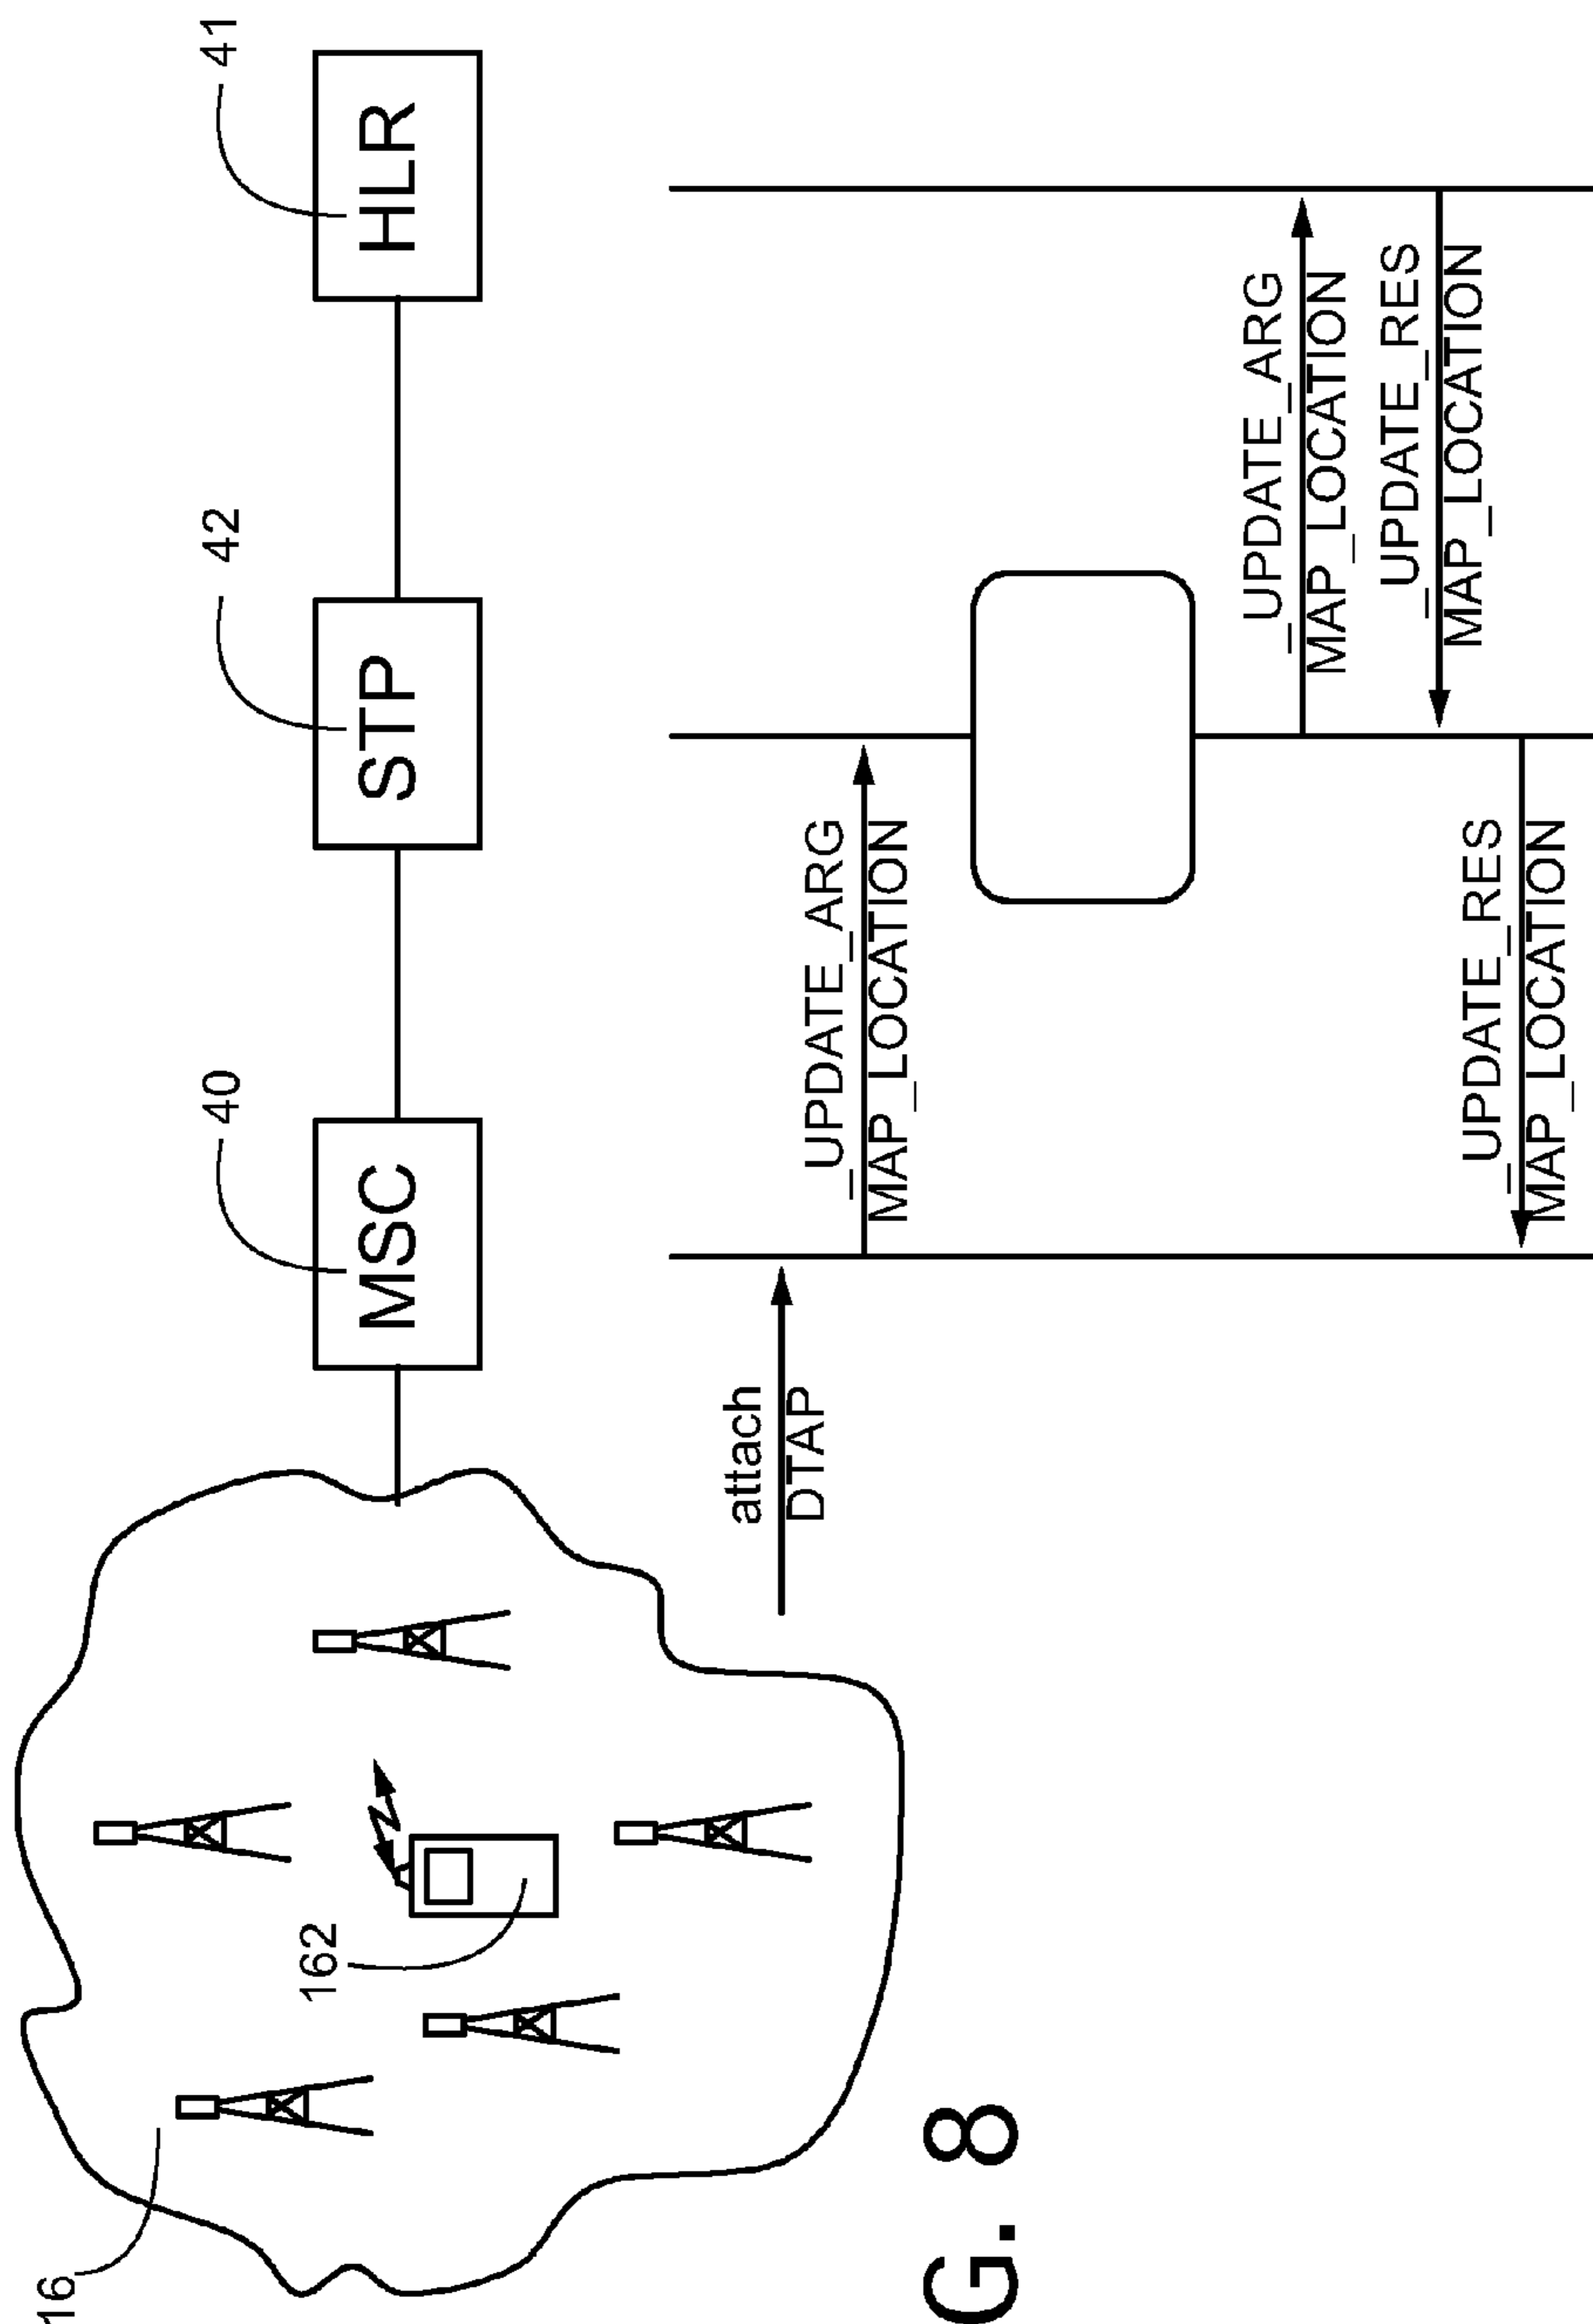 16
40
42
41
162
MSC
STP
HLR
attach
DTAP
_UPDATE_ARG
MAP_LOCATION
G. 8
_UPDATE_ARG
MAP_LOCATION
_UPDATE_RES
MAP_LOCATION
_UPDATE_RES
MAP_LOCATION